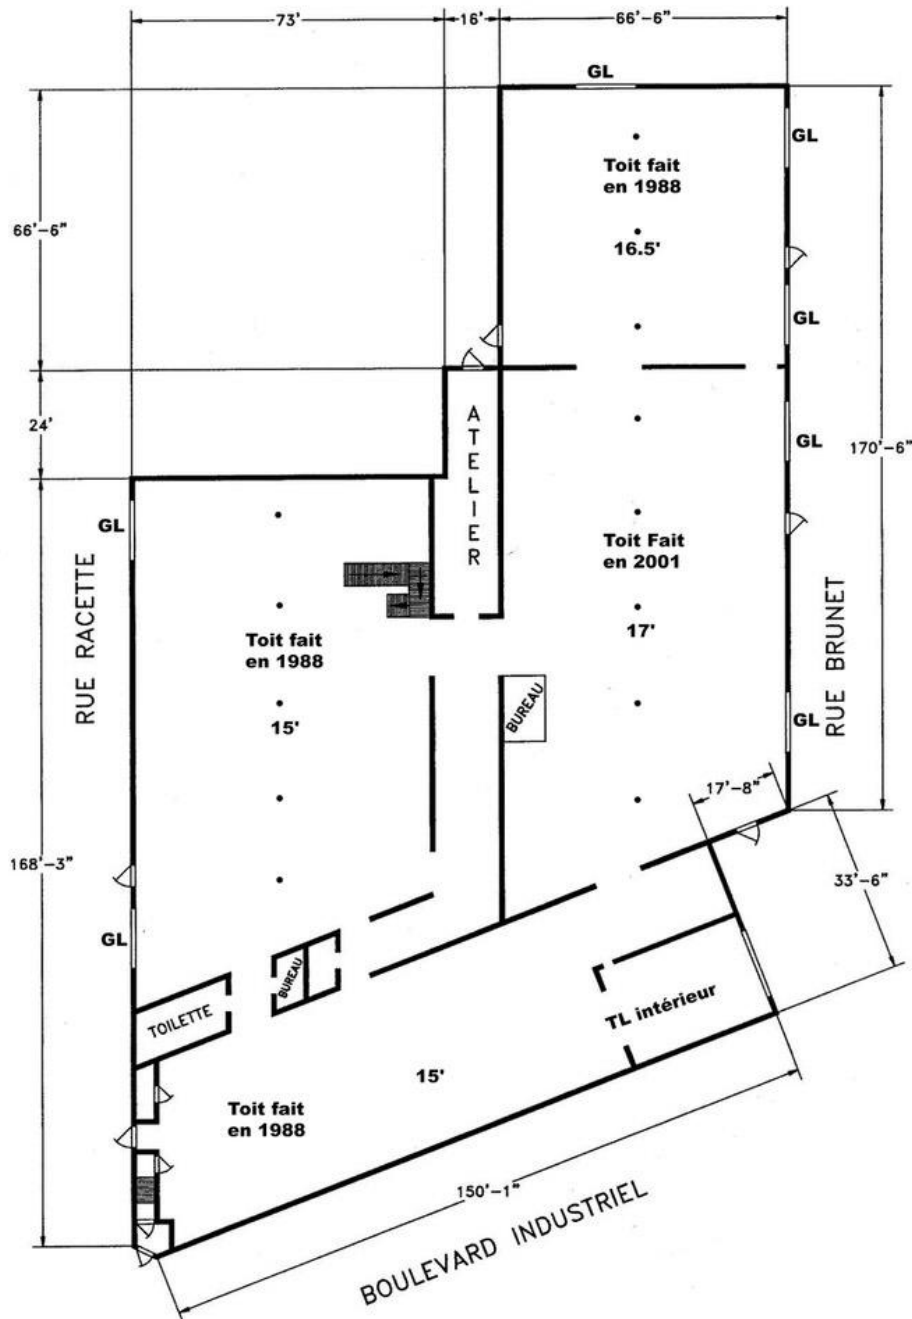 73'
16'
66'-6"
GL
GL
Toit fait
en 1988
66'-6"
16.5'
GL
24'
ATELIER
GL
170'-6"
GL
Toit Fait
en 2001
RUE RACETTE
Toit fait
en 1988
17'
RUE BRUNET
15'
BUREAU
GL
17'-8"
168'-3"
33'-6"
GL
BUREAU
TOILETTE
TL intérieur
15'
Toit fait
en 1988
150'-1"
BOULEVARD INDUSTRIEL